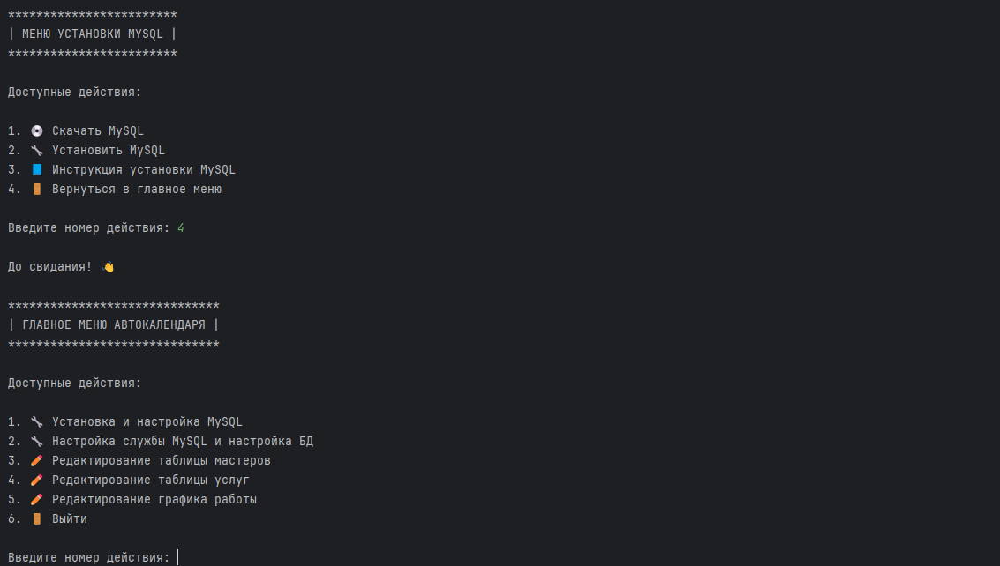 ************************
| МЕНЮ УСТАНОВКИ MYSQL |
************************
Доступные действия:
1. 💿 Скачать MySQL
2. 🔧 Установить MySQL
3. 📘 Инструкция установки MySQL
4. 🚪 Вернуться в главное меню
Введите номер действия: 4
До свидания! 👋
******************************
| ГЛАВНОЕ МЕНЮ АВТОКАЛЕНДАРЯ |
******************************
Доступные действия:
1. 🔧 Установка и настройка MySQL
2. 🔧 Настройка службы MySQL и настройка БД
3. 🖍 Редактирование таблицы мастеров
4. 🖍 Редактирование таблицы услуг
5. 🖍 Редактирование графика работы
6. 🚪 Выйти
Введите номер действия: